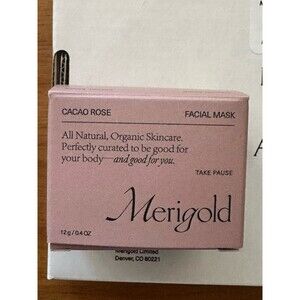 CACAO ROSE
FACIAL MASK
All Natural, Organic Skincare.
Perfectly curated to be good for
your body—and good for you.
TAKE PAUSE
Merigold
12 g / 0.4 OZ
Merigold Limited
Denver, CO 80221